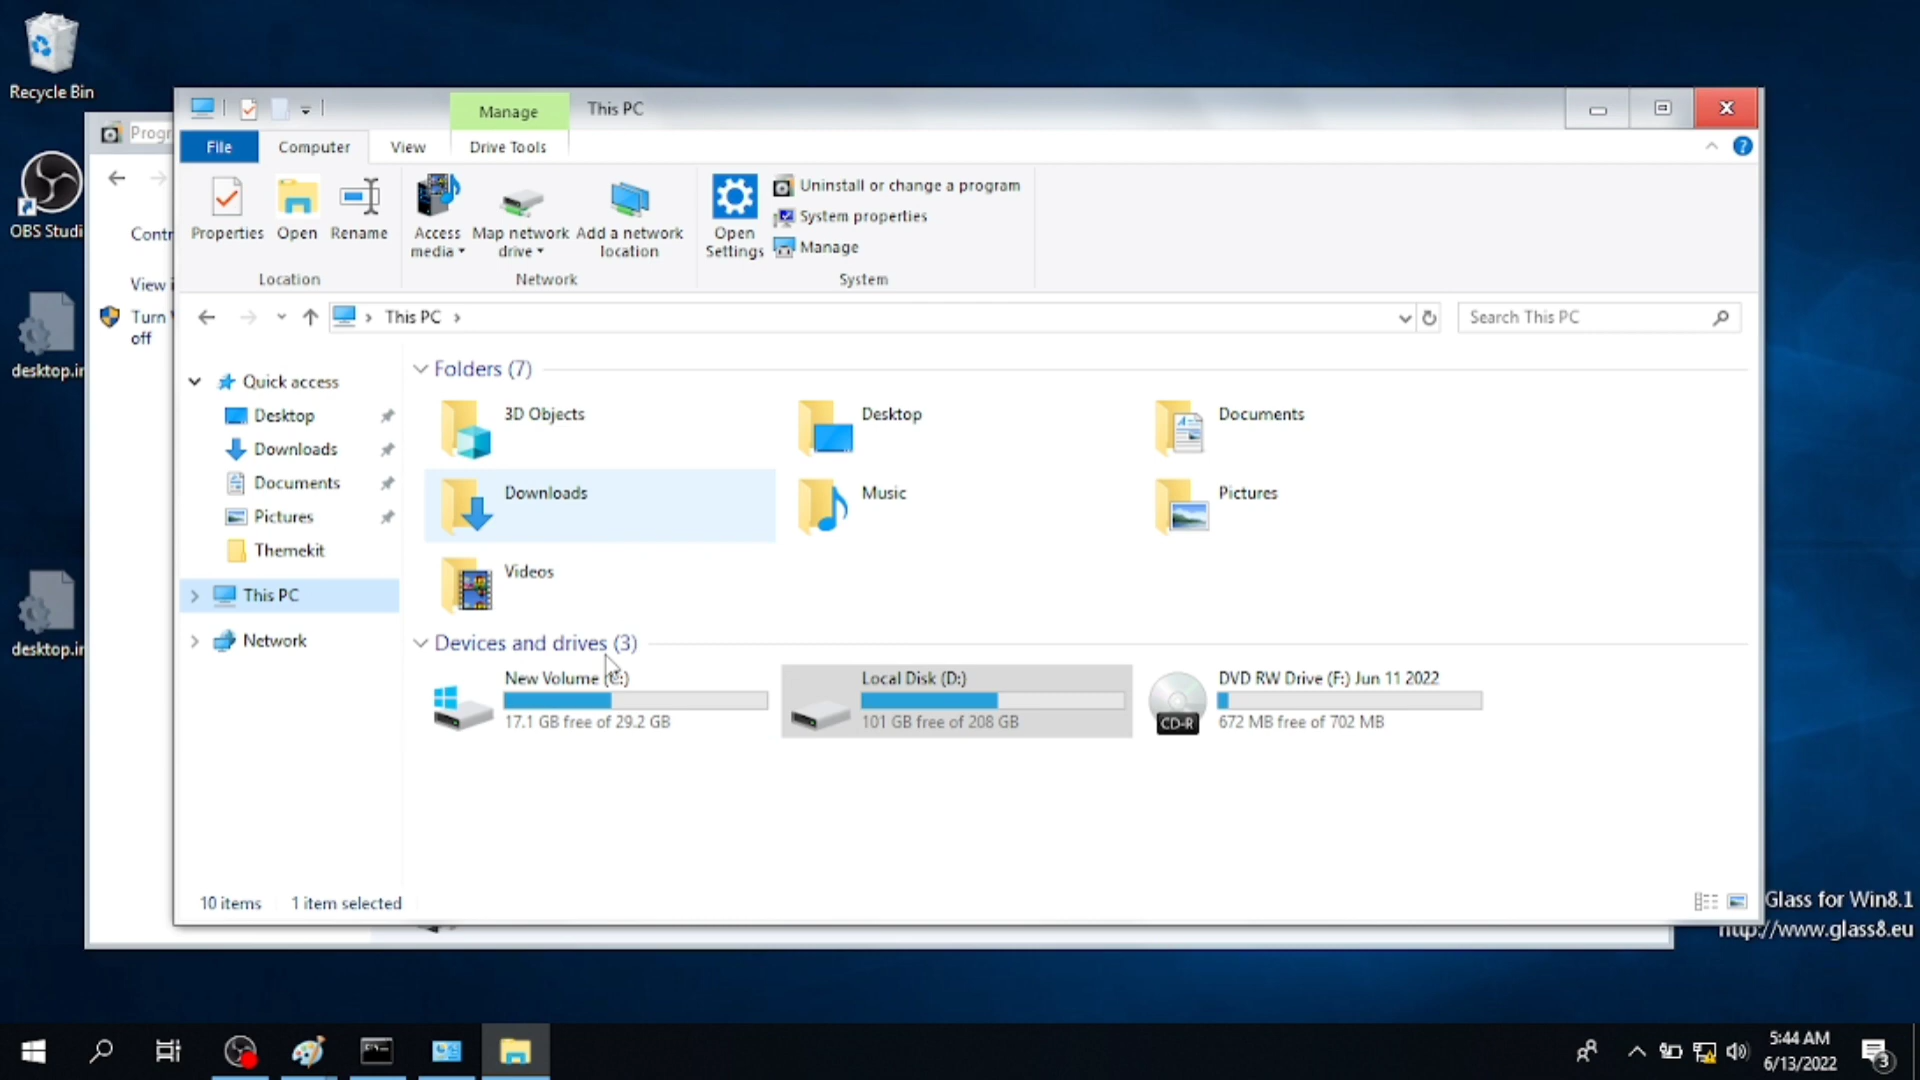 Recycle Bin
OBS Studi
desktop.in
desktop.in
Progr
Contr
View i
Turn
off
Manage
This PC
File
Computer
View
Drive Tools
Properties
Open
Rename
Location
Access
media
Map network
drive
Add a network
location
Network
Open
Settings
Uninstall or change a program
System properties
Manage
System
This PC
Search This PC
Quick access
Desktop
Downloads
Documents
Pictures
Themekit
This PC
Network
Folders (7)
3D Objects
Desktop
Documents
Downloads
Music
Pictures
Videos
Devices and drives (3)
New Volume (C:)
17.1 GB free of 29.2 GB
Local Disk (D:)
101 GB free of 208 GB
CD-R
DVD RW Drive (F:) Jun 11 2022
672 MB free of 702 MB
10 items
1 item selected
Glass for Win8.1
http://www.glass8.eu
5:44 AM
6/13/2022
3